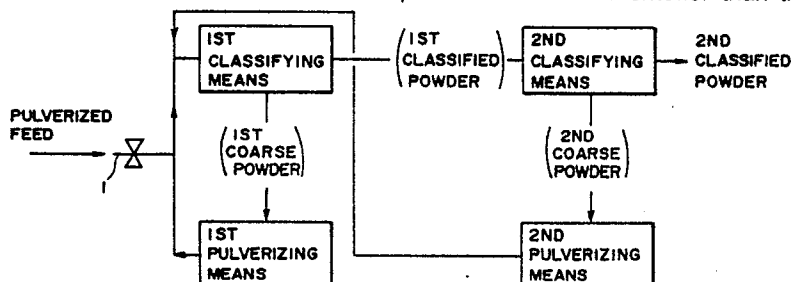 1ST
CLASSIFYING
MEANS
1ST
CLASSIFIED
POWDER
2ND
CLASSIFYING
MEANS
2ND
CLASSIFIED
POWDER
PULVERIZED
FEED
1
1ST
COARSE
POWDER
2ND
COARSE
POWDER
1ST
PULVERIZING
MEANS
2ND
PULVERIZING
MEANS